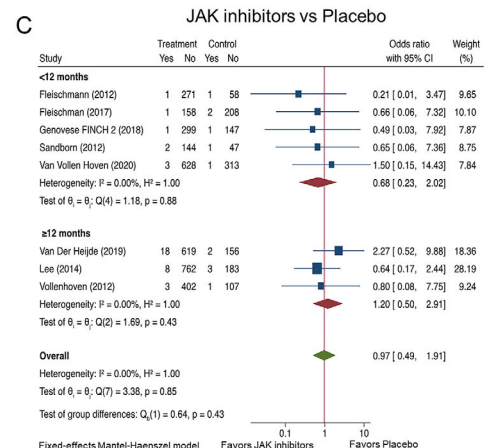 C
JAK inhibitors vs Placebo
Treatment Control Odds ratio Weight
Study Yes No Yes No with 95% CI (%)
<12 months
Fleischmann (2012) 1 271 1 58 0.21 [ 0.01, 3.47] 9.65
Fleischman (2017) 1 158 2 208 0.66 [ 0.06, 7.32] 10.10
Genovese FINCH 2 (2018) 1 299 1 147 0.49 [ 0.03, 7.92] 7.87
Sandborn (2012) 2 144 1 47 0.65 [ 0.06, 7.36] 8.75
Van Vollen Hoven (2020) 3 628 1 313 1.50 [ 0.15, 14.43] 7.84
Heterogeneity: I² = 0.00%, H² = 1.00 0.68 [ 0.23, 2.02]
Test of θᵢ = θⱼ: Q(4) = 1.18, p = 0.88
≥12 months
Van Der Heijde (2019) 18 619 2 156 2.27 [ 0.52, 9.88] 18.36
Lee (2014) 8 762 3 183 0.64 [ 0.17, 2.44] 28.19
Vollenhoven (2012) 3 402 1 107 0.80 [ 0.08, 7.75] 9.24
Heterogeneity: I² = 0.00%, H² = 1.00 1.20 [ 0.50, 2.91]
Test of θᵢ = θⱼ: Q(2) = 1.69, p = 0.43
Overall 0.97 [ 0.49, 1.91]
Heterogeneity: I² = 0.00%, H² = 1.00
Test of θᵢ = θⱼ: Q(7) = 3.38, p = 0.85
Test of group differences: Q_b(1) = 0.64, p = 0.43
0.1 1 10
Fixed-effects Mantel-Haenszel model Favors JAK inhibitors Favors Placebo